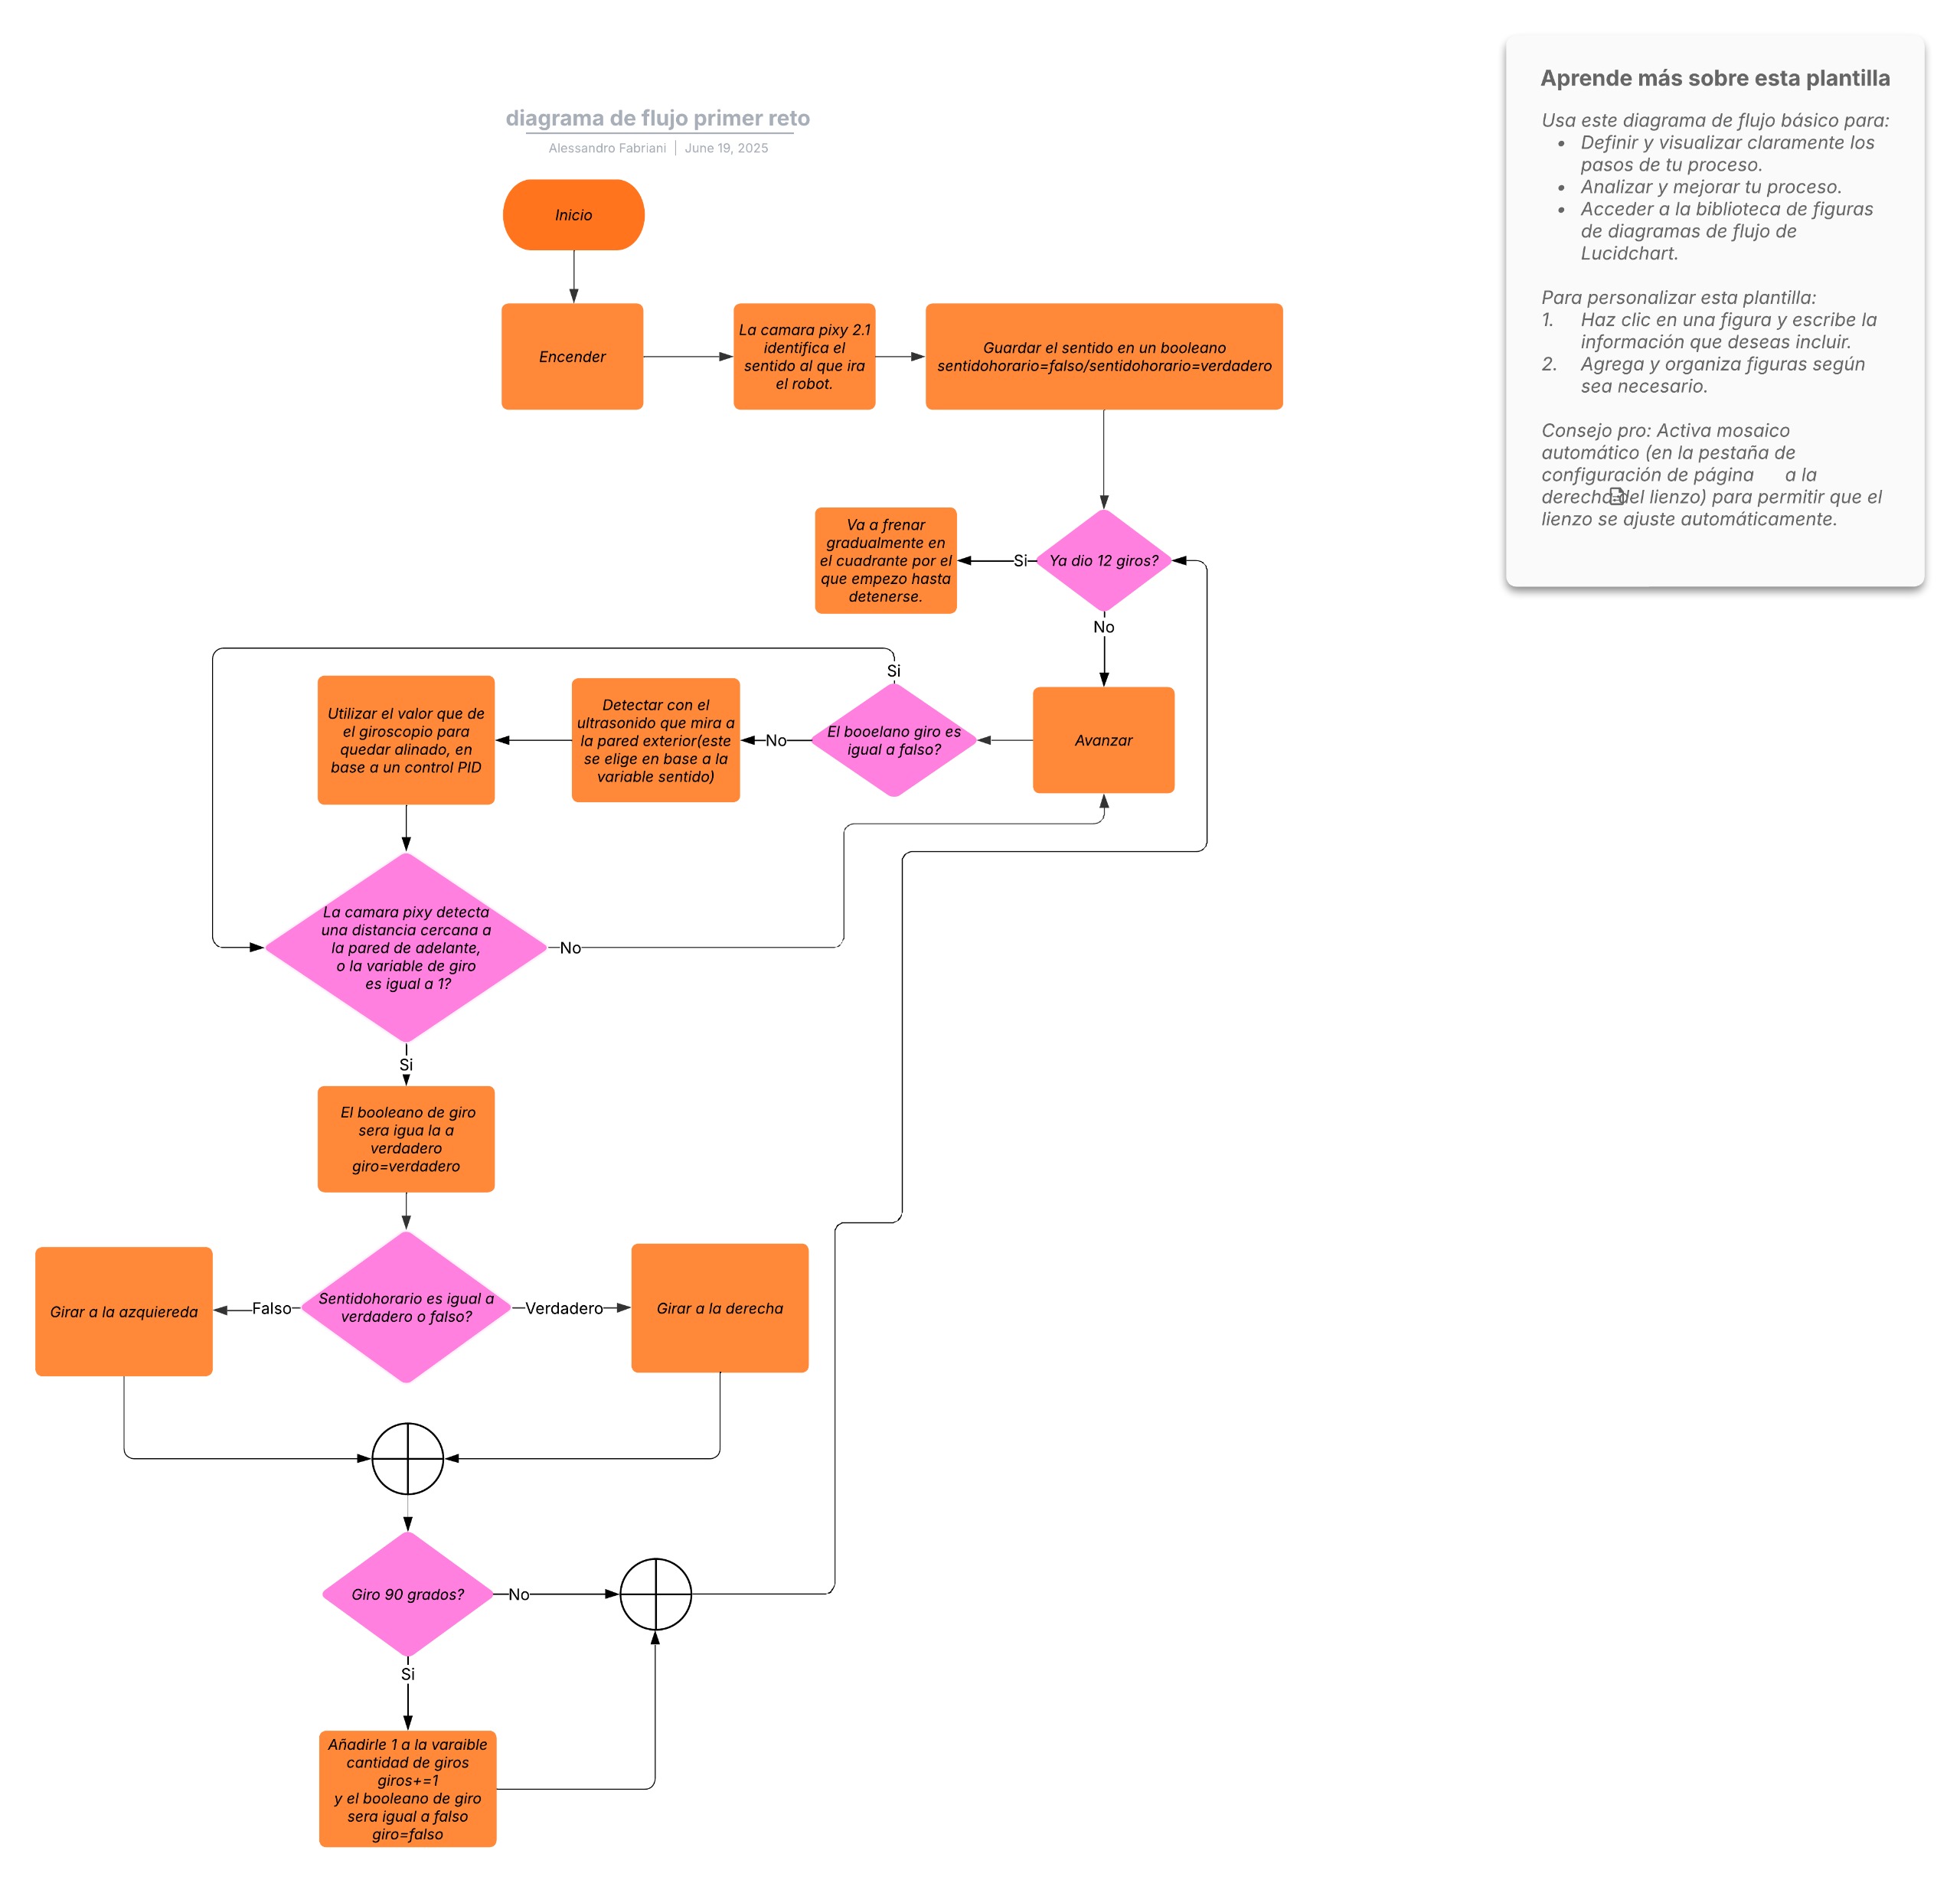 diagrama de flujo primer reto
Alessandro Fabriani | June 19, 2025
Inicio
Encender
La camara pixy 2.1
identifica el
sentido al que ira
el robot.
Guardar el sentido en un booleano
sentidohorario=falso/sentidohorario=verdadero
Ya dio 12 giros?
Si
Va a frenar
gradualmente en
el cuadrante por el
que empezo hasta
detenerse.
No
Avanzar
El booelano giro es
igual a falso?
Si
No
Detectar con el
ultrasonido que mira a
la pared exterior(este
se elige en base a la
variable sentido)
Utilizar el valor que de
el giroscopio para
quedar alinado, en
base a un control PID
La camara pixy detecta
una distancia cercana a
la pared de adelante,
o la variable de giro
es igual a 1?
No
Si
El booleano de giro
sera igua la a
verdadero
giro=verdadero
Sentidohorario es igual a
verdadero o falso?
Falso
Girar a la azquiereda
Verdadero
Girar a la derecha
Giro 90 grados?
No
Si
Añadirle 1 a la varaible
cantidad de giros
giros+=1
y el booleano de giro
sera igual a falso
giro=falso
Aprende más sobre esta plantilla
Usa este diagrama de flujo básico para:
• Definir y visualizar claramente los
pasos de tu proceso.
• Analizar y mejorar tu proceso.
• Acceder a la biblioteca de figuras
de diagramas de flujo de
Lucidchart.
Para personalizar esta plantilla:
1. Haz clic en una figura y escribe la
información que deseas incluir.
2. Agrega y organiza figuras según
sea necesario.
Consejo pro: Activa mosaico
automático (en la pestaña de
configuración de página a la
derecha del lienzo) para permitir que el
lienzo se ajuste automáticamente.